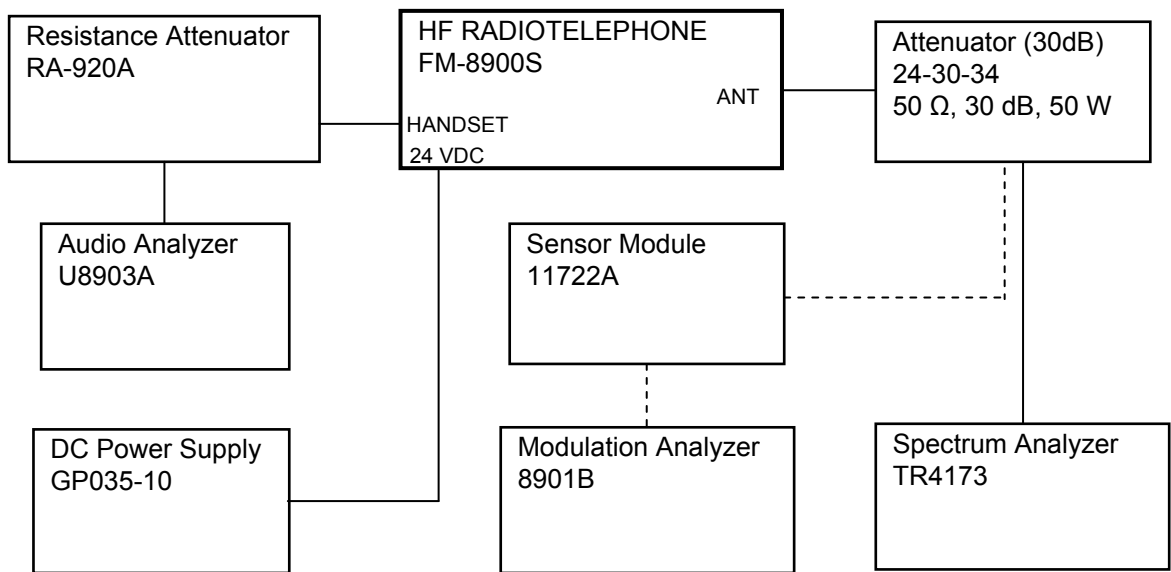 Resistance Attenuator
RA-920A
HF RADIOTELEPHONE
FM-8900S
ANT
HANDSET
24 VDC
Attenuator (30dB)
24-30-34
50 Ω, 30 dB, 50 W
Audio Analyzer
U8903A
Sensor Module
11722A
DC Power Supply
GP035-10
Modulation Analyzer
8901B
Spectrum Analyzer
TR4173